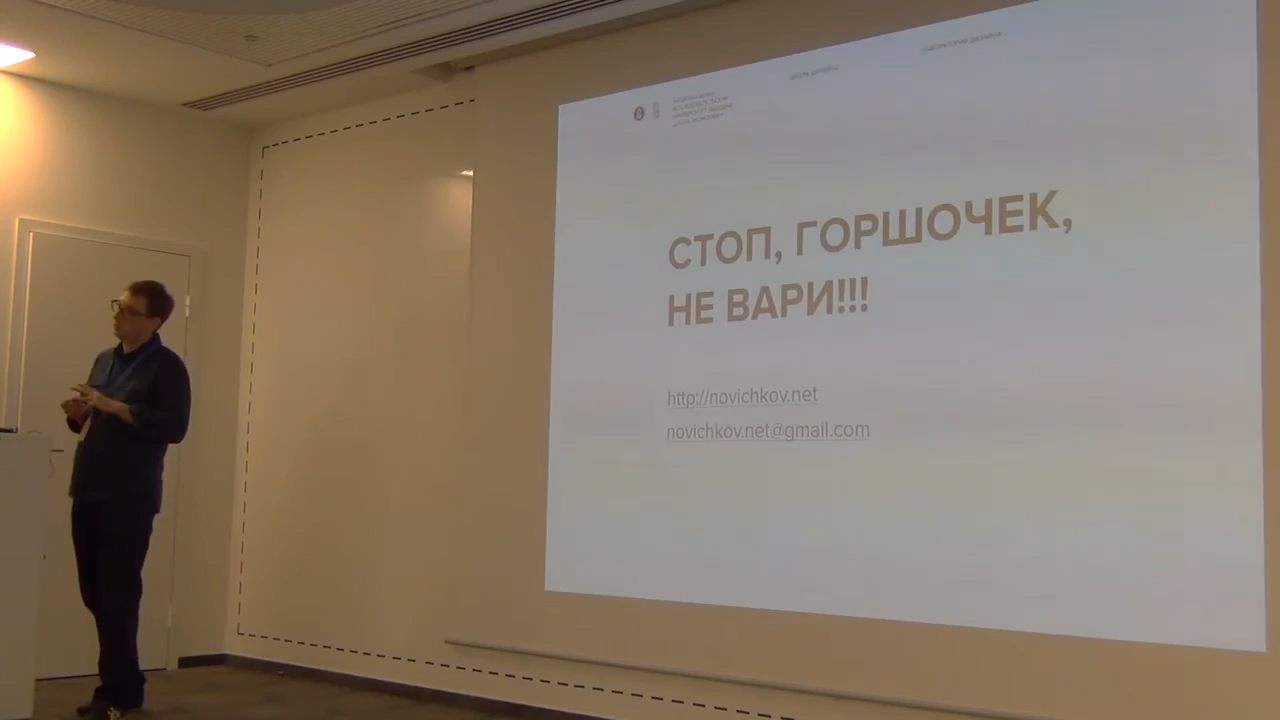 СТОП, ГОРШОЧЕК,
НЕ ВАРИ!!!
http://novichkov.net
novichkov.net@gmail.com